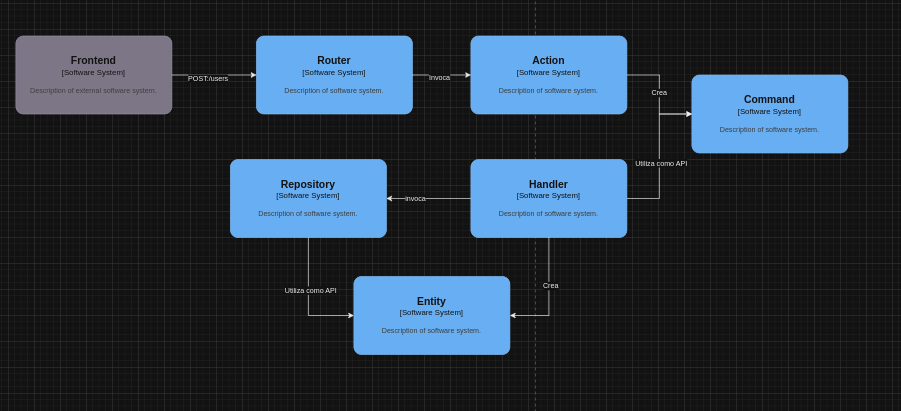 Frontend
[Software System]
Description of external software system.
POST:/users
Router
[Software System]
Description of software system.
Invoca
Action
[Software System]
Description of software system.
Crea
Command
[Software System]
Description of software system.
Utiliza como API
Repository
[Software System]
Description of software system.
invoca
Handler
[Software System]
Description of software system.
Utiliza como API
Crea
Entity
[Software System]
Description of software system.